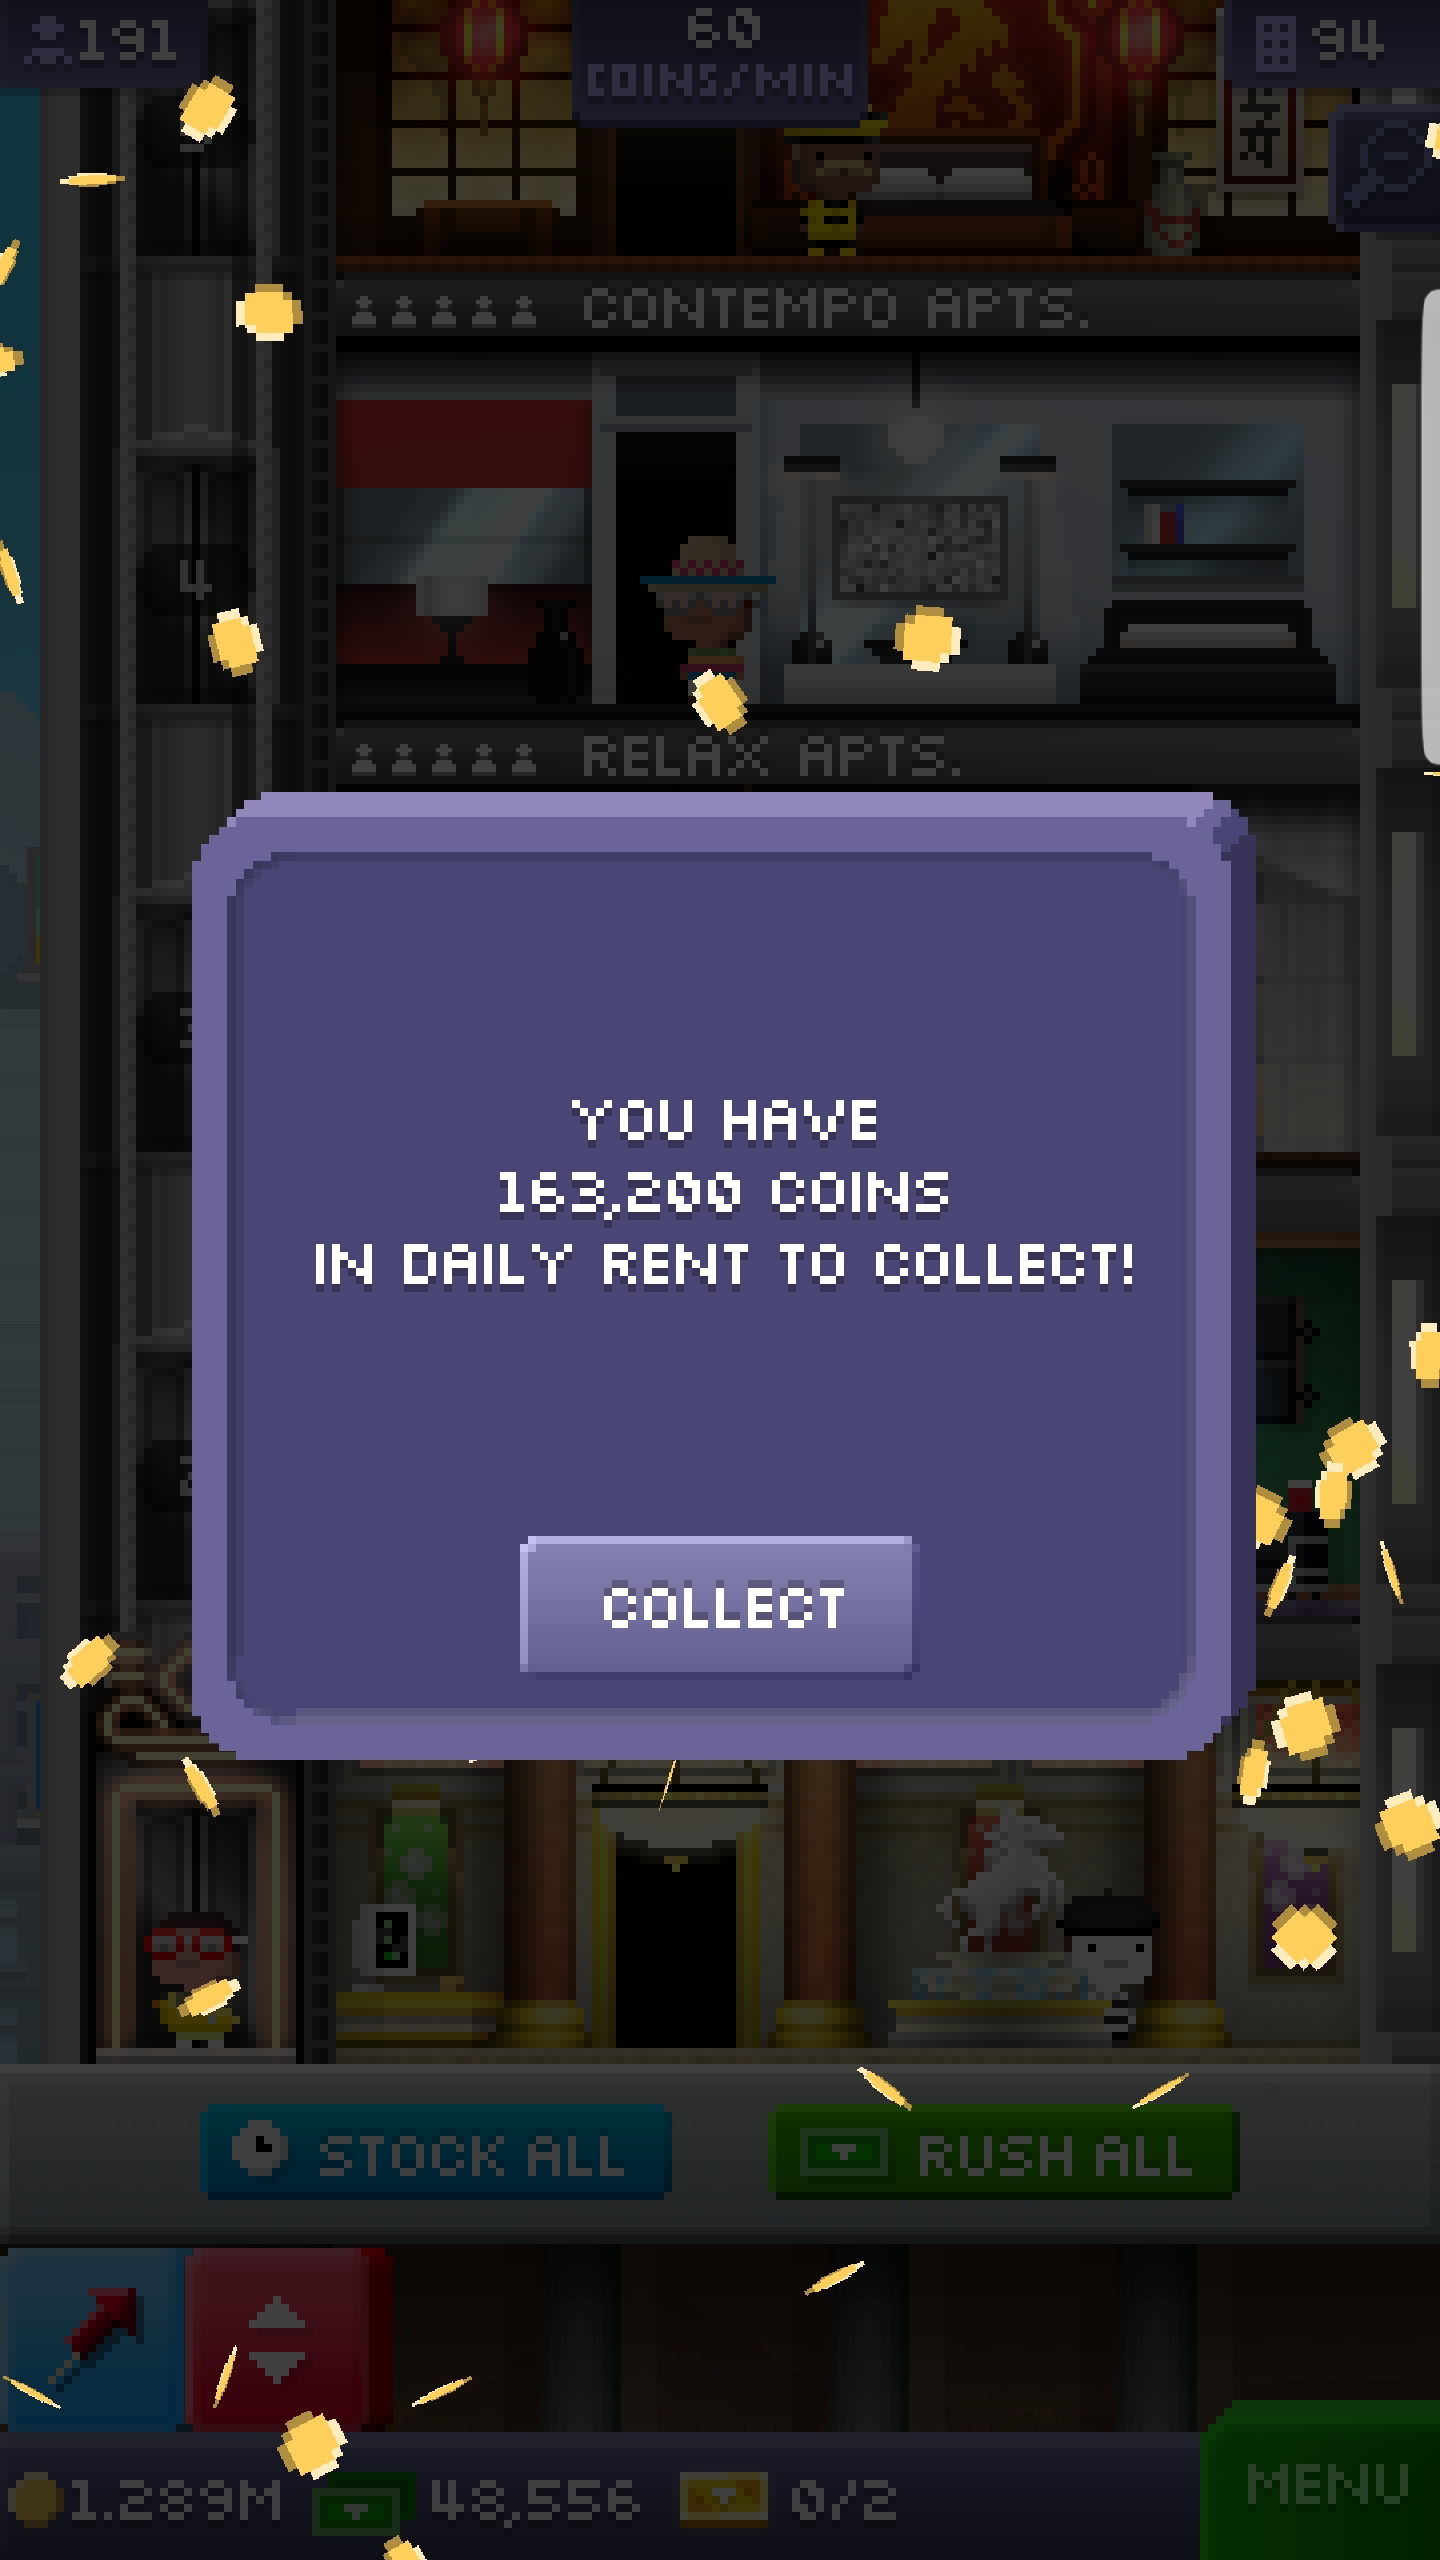 191
60
COINS/MIN
94
CONTEMPO APTS.
4
RELAX APTS.
YOU HAVE
163,200 COINS
IN DAILY RENT TO COLLECT!
COLLECT
STOCK ALL
RUSH ALL
1.289M
48,556
0/2
MENU